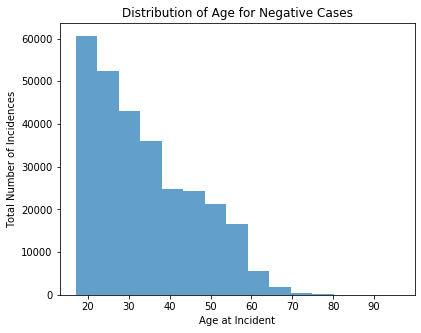 Distribution of Age for Negative Cases
60000
50000
40000
30000
20000
10000
0
Total Number of Incidences
20 30 40 50 60 70 80 90
Age at Incident